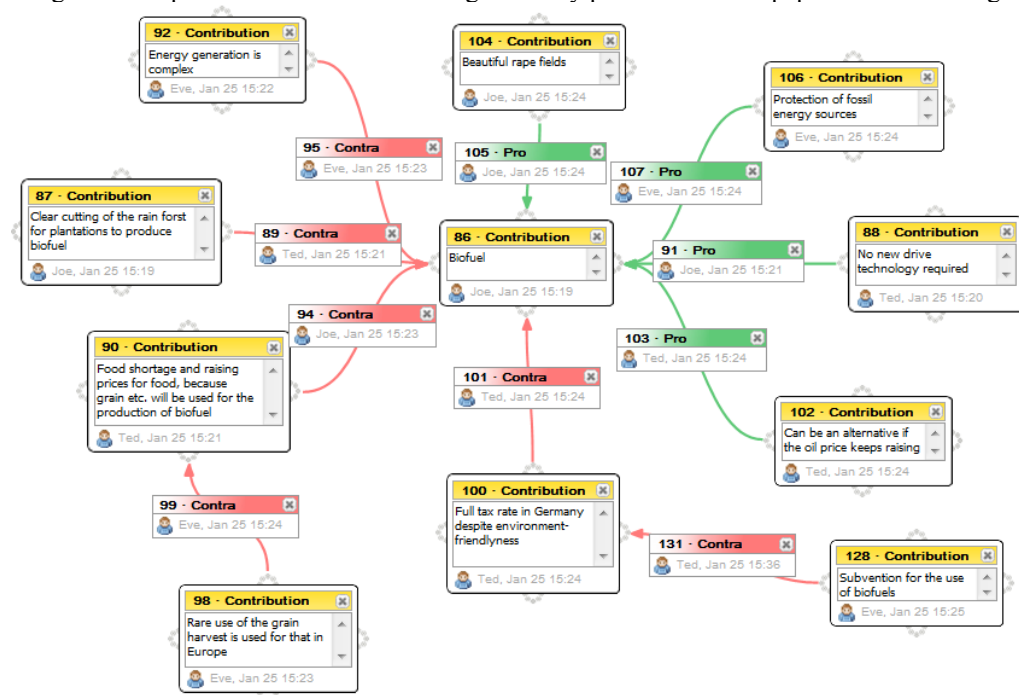 92 - Contribution
Energy generation is
complex
Eve, Jan 25 15:22
104 - Contribution
Beautiful rape fields
Joe, Jan 25 15:24
106 - Contribution
Protection of fossil
energy sources
Eve, Jan 25 15:24
95 - Contra
Eve, Jan 25 15:23
105 - Pro
Joe, Jan 25 15:24
107 - Pro
Eve, Jan 25 15:24
87 - Contribution
Clear cutting of the rain forst
for plantations to produce
biofuel
Joe, Jan 25 15:19
89 - Contra
Ted, Jan 25 15:21
86 - Contribution
Biofuel
Joe, Jan 25 15:19
91 - Pro
Joe, Jan 25 15:21
88 - Contribution
No new drive
technology required
Ted, Jan 25 15:20
94 - Contra
Joe, Jan 25 15:23
103 - Pro
Ted, Jan 25 15:24
90 - Contribution
Food shortage and raising
prices for food, because
grain etc. will be used for the
production of biofuel
Ted, Jan 25 15:21
101 - Contra
Ted, Jan 25 15:24
102 - Contribution
Can be an alternative if
the oil price keeps raising
Ted, Jan 25 15:24
99 - Contra
Eve, Jan 25 15:24
100 - Contribution
Full tax rate in Germany
despite environment-
friendlyness
Ted, Jan 25 15:24
131 - Contra
Ted, Jan 25 15:36
128 - Contribution
Subvention for the use
of biofuels
Eve, Jan 25 15:25
98 - Contribution
Rare use of the grain
harvest is used for that in
Europe
Eve, Jan 25 15:23